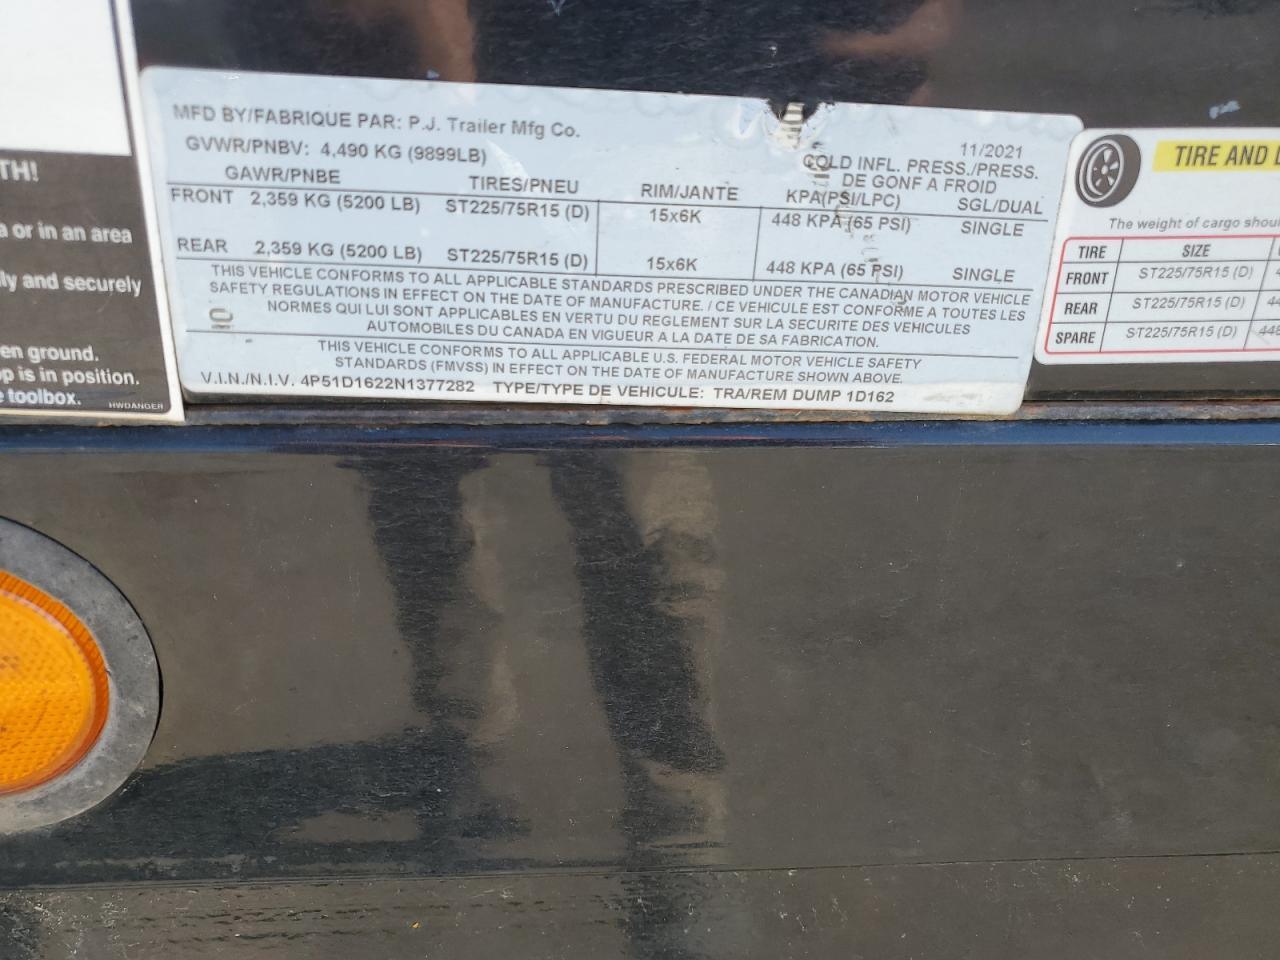 MFD BY/FABRIQUE PAR: P.J. Trailer Mfg Co.
GVWR/PNBV: 4,490 KG (9899LB)
11/2021
GAWR/PNBE TIRES/PNEU RIM/JANTE COLD INFL. PRESS./PRESS.
DE GONF A FROID
KPA(PSI/LPC) SGL/DUAL
FRONT 2,359 KG (5200 LB) ST225/75R15 (D) 15x6K 448 KPA (65 PSI) SINGLE
REAR 2,359 KG (5200 LB) ST225/75R15 (D) 15x6K 448 KPA (65 PSI) SINGLE
THIS VEHICLE CONFORMS TO ALL APPLICABLE STANDARDS PRESCRIBED UNDER THE CANADIAN MOTOR VEHICLE
SAFETY REGULATIONS IN EFFECT ON THE DATE OF MANUFACTURE. / CE VEHICULE EST CONFORME A TOUTES LES
NORMES QUI LUI SONT APPLICABLES EN VERTU DU REGLEMENT SUR LA SECURITE DES VEHICULES
AUTOMOBILES DU CANADA EN VIGUEUR A LA DATE DE SA FABRICATION.
THIS VEHICLE CONFORMS TO ALL APPLICABLE U.S. FEDERAL MOTOR VEHICLE SAFETY
STANDARDS (FMVSS) IN EFFECT ON THE DATE OF MANUFACTURE SHOWN ABOVE.
V.I.N./N.I.V. 4P51D1622N1377282 TYPE/TYPE DE VEHICULE: TRA/REM DUMP 1D162
TH!
a or in an area
ly and securely
en ground.
op is in position.
e toolbox.
HWDANGER
TIRE AND L
The weight of cargo shou
TIRE SIZE
FRONT ST225/75R15 (D) 4
REAR ST225/75R15 (D) 44
SPARE ST225/75R15 (D) 448